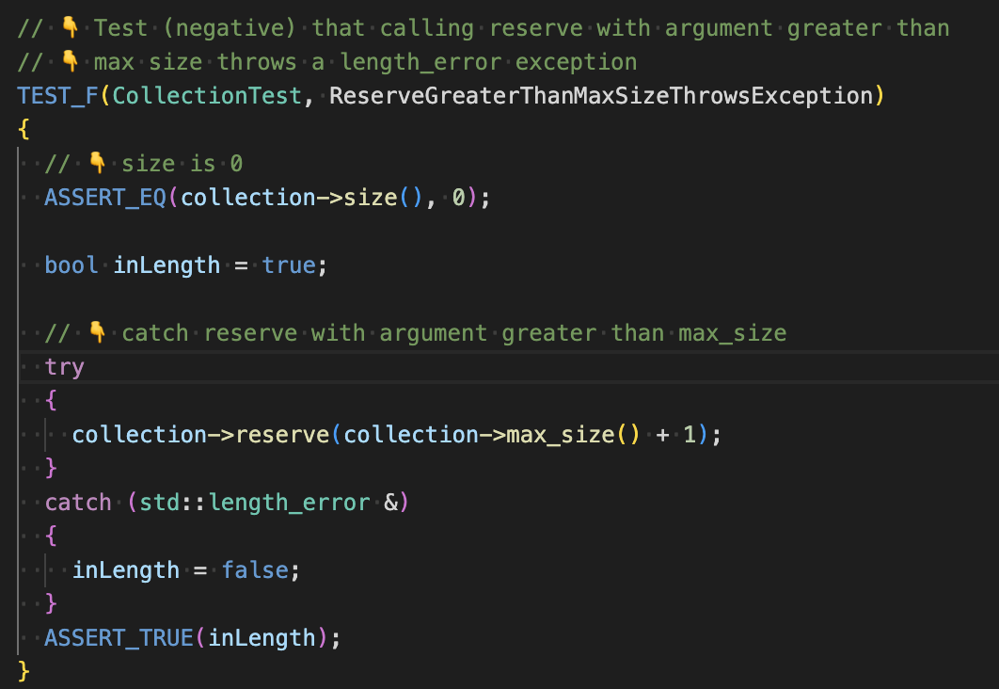 // 👇 Test (negative) that calling reserve with argument greater than
// 👇 max size throws a length_error exception
TEST_F(CollectionTest, ReserveGreaterThanMaxSizeThrowsException)
{
  // 👇 size is 0
  ASSERT_EQ(collection->size(), 0);
  bool inLength = true;
  // 👇 catch reserve with argument greater than max_size
  try
  {
    collection->reserve(collection->max_size() + 1);
  }
  catch (std::length_error &)
  {
    inLength = false;
  }
  ASSERT_TRUE(inLength);
}